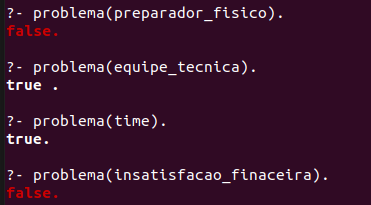 ?- problema(preparador_fisico).
false.
?- problema(equipe_tecnica).
true .
?- problema(time).
true.
?- problema(insatisfacao_finaceira).
false.